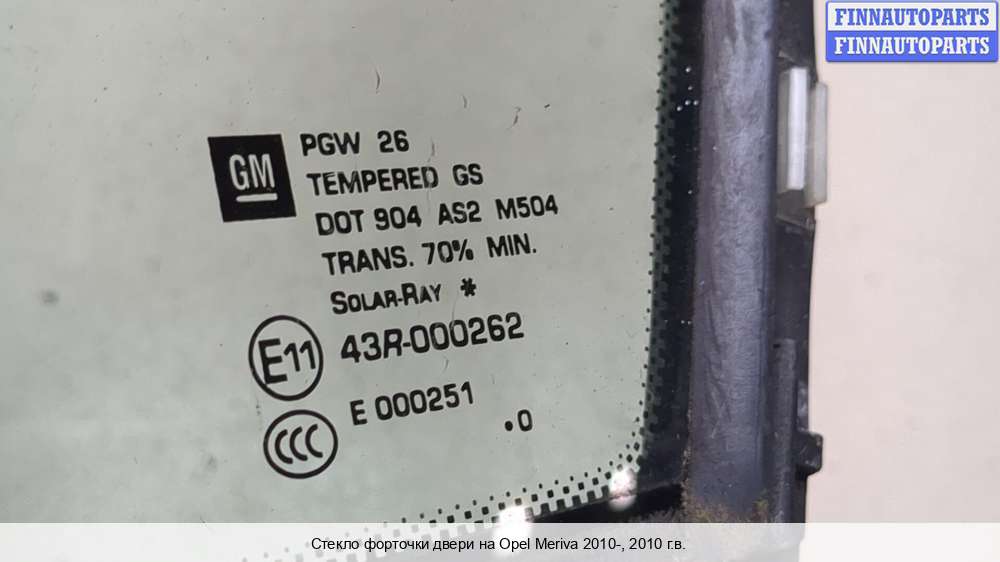 FINNAUTOPARTS
FINNAUTOPARTS
GM
PGW 26
TEMPERED GS
DOT 904 AS2 M504
TRANS. 70% MIN.
SOLAR-RAY *
E11
43R-000262
CCC
E 000251
.0
Стекло форточки двери на Opel Meriva 2010-, 2010 г.в.